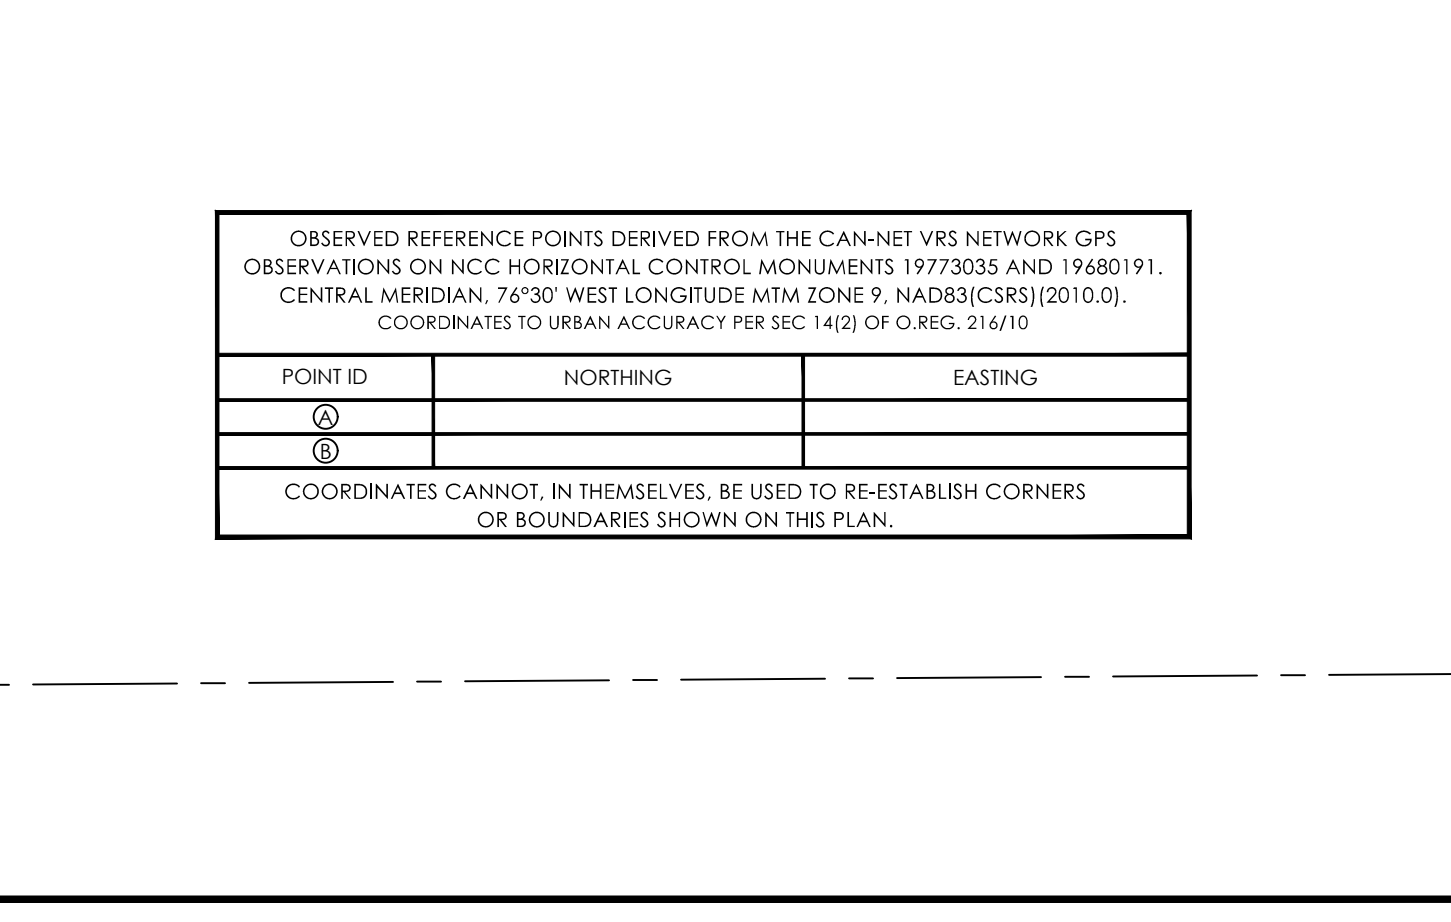 OBSERVED REFERENCE POINTS DERIVED FROM THE CAN-NET VRS NETWORK GPS
OBSERVATIONS ON NCC HORIZONTAL CONTROL MONUMENTS 19773035 AND 19680191.
CENTRAL MERIDIAN, 76°30' WEST LONGITUDE MTM ZONE 9, NAD83(CSRS)(2010.0).
COORDINATES TO URBAN ACCURACY PER SEC 14(2) OF O.REG. 216/10
POINT ID NORTHING EASTING
A
B
COORDINATES CANNOT, IN THEMSELVES, BE USED TO RE-ESTABLISH CORNERS
OR BOUNDARIES SHOWN ON THIS PLAN.